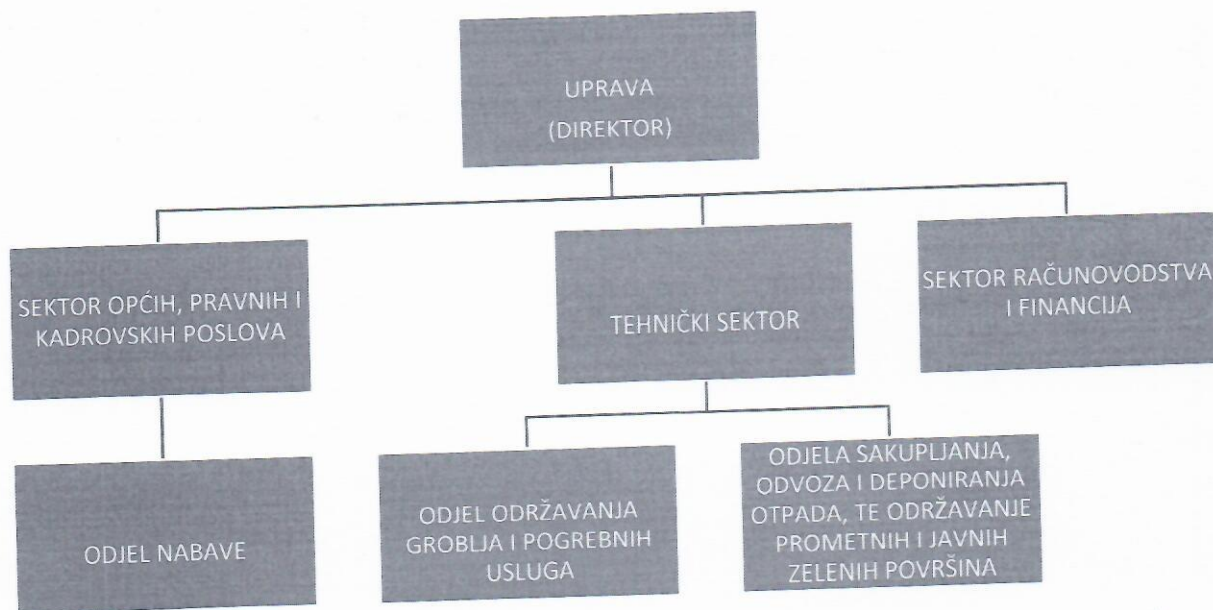 UPRAVA
(DIREKTOR)
SEKTOR OPĆIH, PRAVNIH I
KADROVSKIH POSLOVA
TEHNIČKI SEKTOR
SEKTOR RAČUNOVODSTVA
I FINANCIJA
ODJEL NABAVE
ODJEL ODRŽAVANJA
GROBLJA I POGREBNIH
USLUGA
ODJELA SAKUPLJANJA,
ODVOZA I DEPONIRANJA
OTPADA, TE ODRŽAVANJE
PROMETNIH I JAVNIH
ZELENIH POVRŠINA